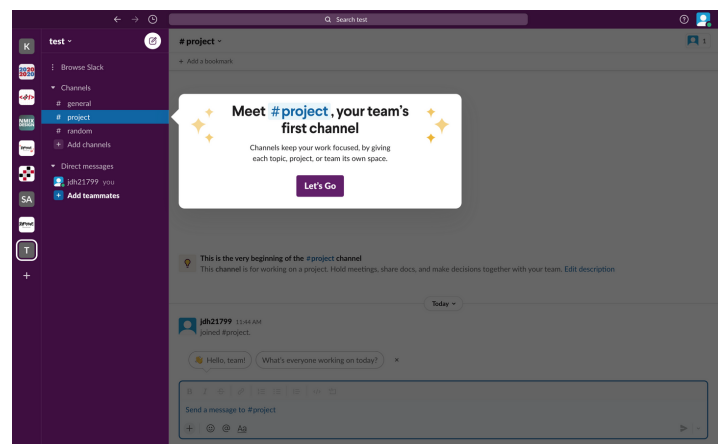 Search test
K
test
# project
1
2020
2020
+ Add a bookmark
Browse Slack
Channels
# general
# project
# random
+ Add channels
Direct messages
jdh21799 you
+ Add teammates
SA
T
+
Meet #project, your team's
first channel
Channels keep your work focused, by giving
each topic, project, or team its own space.
Let's Go
This is the very beginning of the #project channel
This channel is for working on a project. Hold meetings, share docs, and make decisions together with your team. Edit description
Today
jdh21799 11:44 AM
joined #project.
Hello, team!
What's everyone working on today?
Send a message to #project
Aa